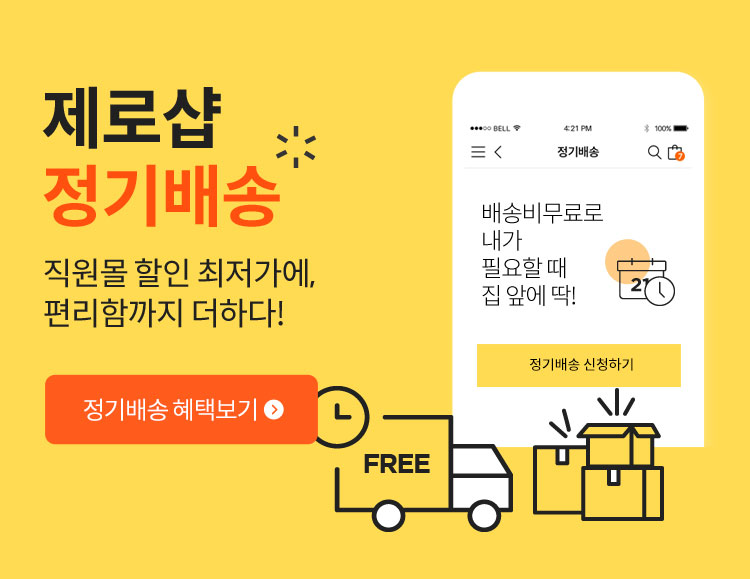 제로샵
정기배송
직원몰 할인 최저가에,
편리함까지 더하다!
정기배송 혜택보기
BELL
4:21 PM
100%
정기배송
7
배송비무료로
내가
필요할 때
집 앞에 딱!
21
정기배송 신청하기
FREE